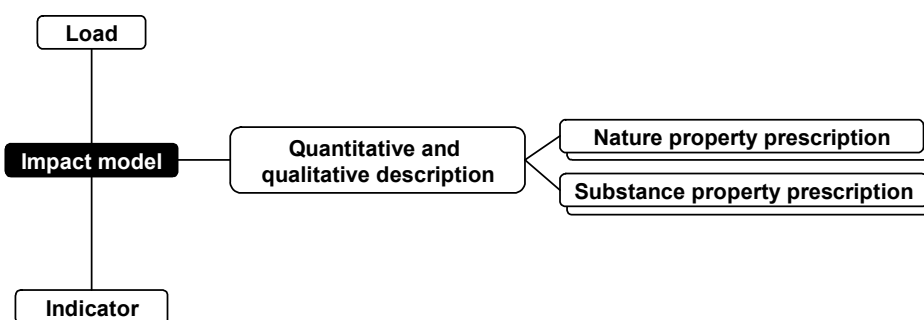 Load
Impact model
Quantitative and
qualitative description
Nature property prescription
Substance property prescription
Indicator